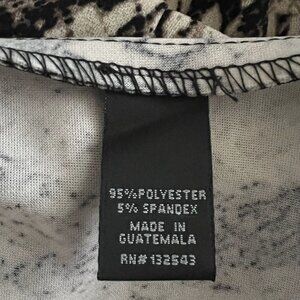 95%POLYESTER
5% SPANDEX
MADE IN
GUATEMALA
RN# 132543